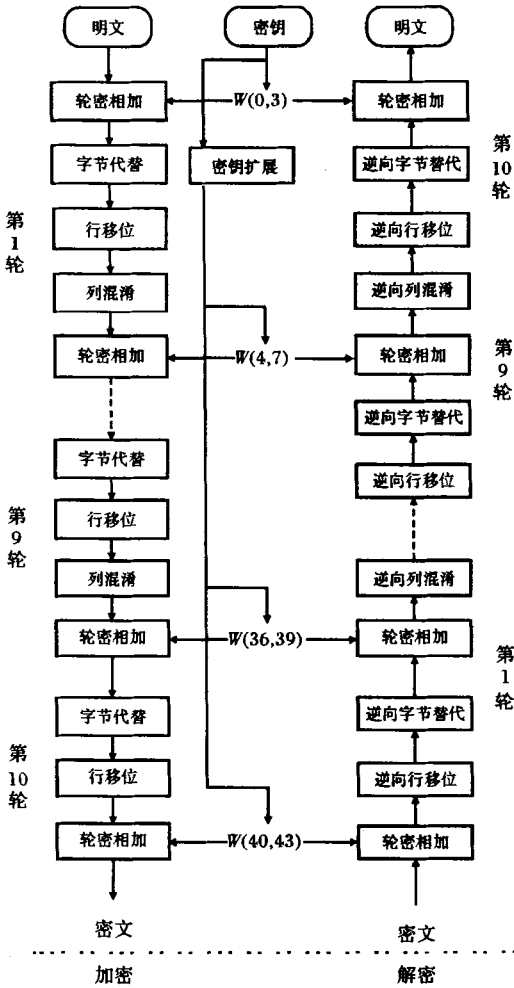 明文
密钥
明文
轮密相加
W(0,3)
轮密相加
字节代替
密钥扩展
逆向字节替代
第10轮
第1轮
行移位
逆向行移位
列混淆
逆向列混淆
轮密相加
W(4,7)
轮密相加
第9轮
逆向字节替代
字节代替
逆向行移位
第9轮
行移位
列混淆
逆向列混淆
轮密相加
W(36,39)
轮密相加
第1轮
字节代替
逆向字节替代
第10轮
行移位
逆向行移位
轮密相加
W(40,43)
轮密相加
密文
密文
加密
解密